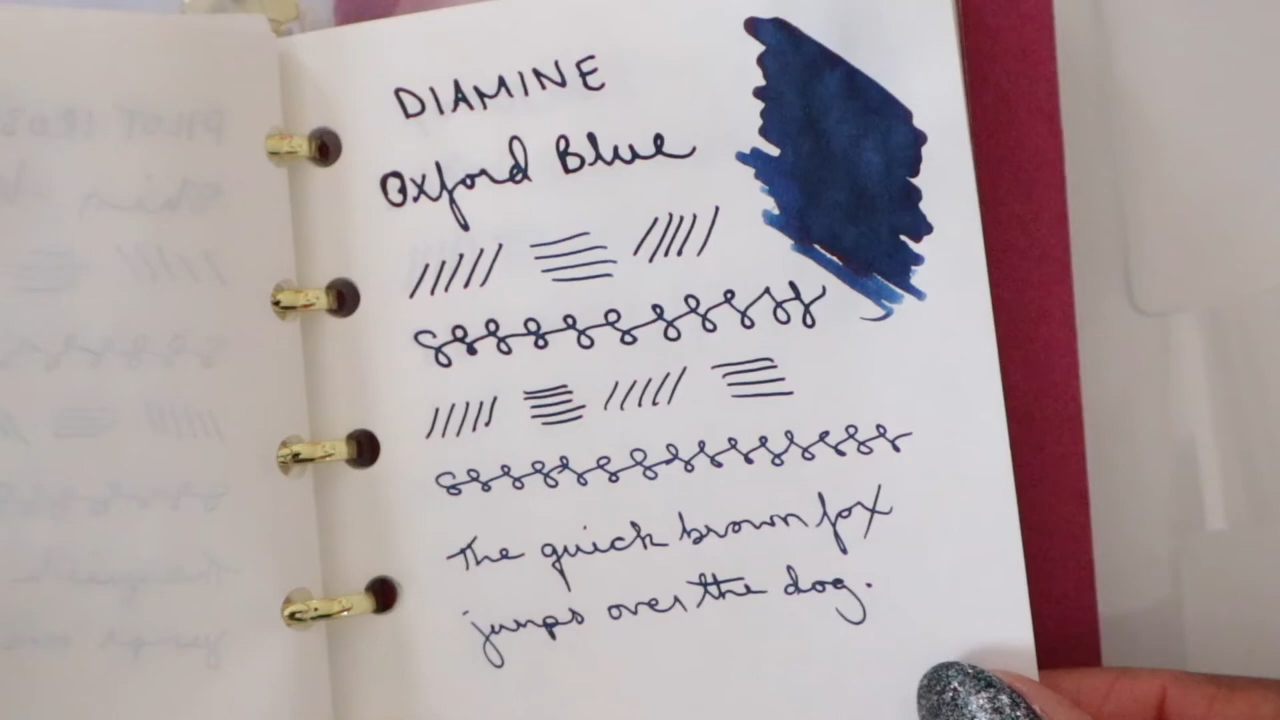 DIAMINE
Oxford Blue
The quick brown fox
jumps over the dog.